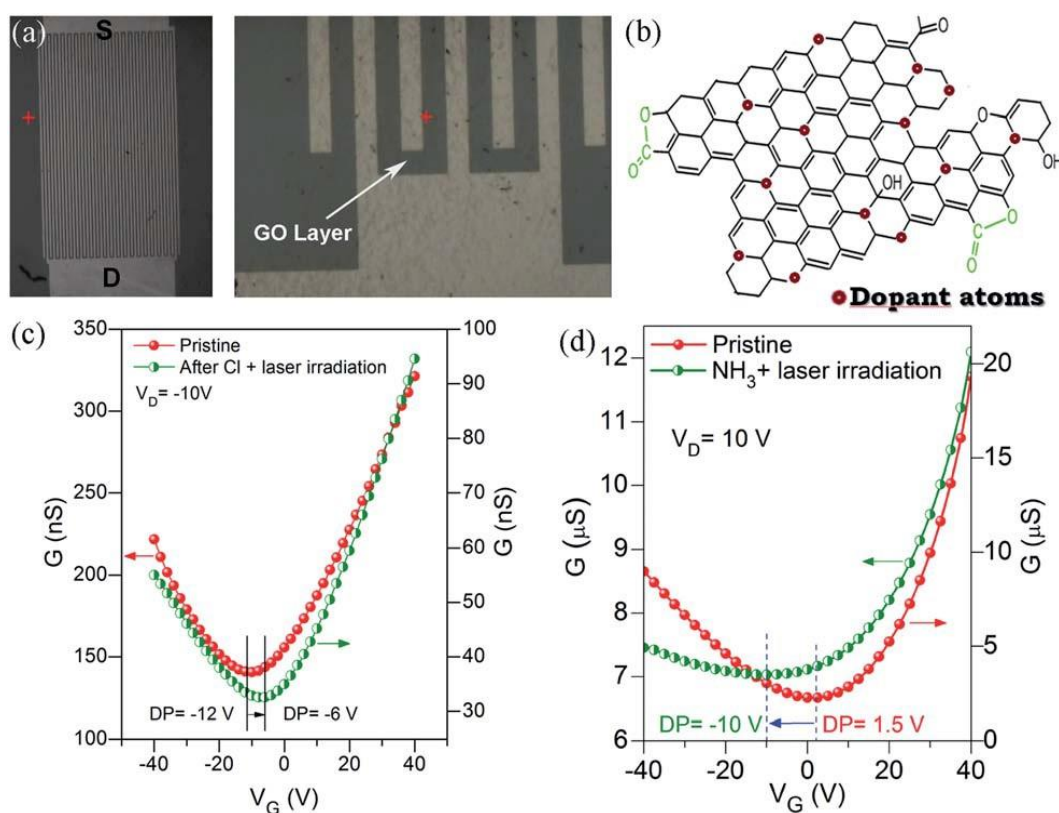 (a)
S
D
GO Layer
(b)
O
O
C
O
OH
O
OH
C
O
O
Dopant atoms
(c)
350
300
250
200
150
100
G (nS)
100
90
80
70
60
50
40
30
G (nS)
Pristine
After Cl + laser irradiation
V_D= -10V
DP= -12 V
DP= -6 V
-40
-20
0
20
40
V_G (V)
(d)
12
11
10
9
8
7
6
G (μS)
20
15
10
5
0
G (μS)
Pristine
NH₃+ laser irradiation
V_D= 10 V
DP= -10 V
DP= 1.5 V
-40
-20
0
20
40
V_G (V)